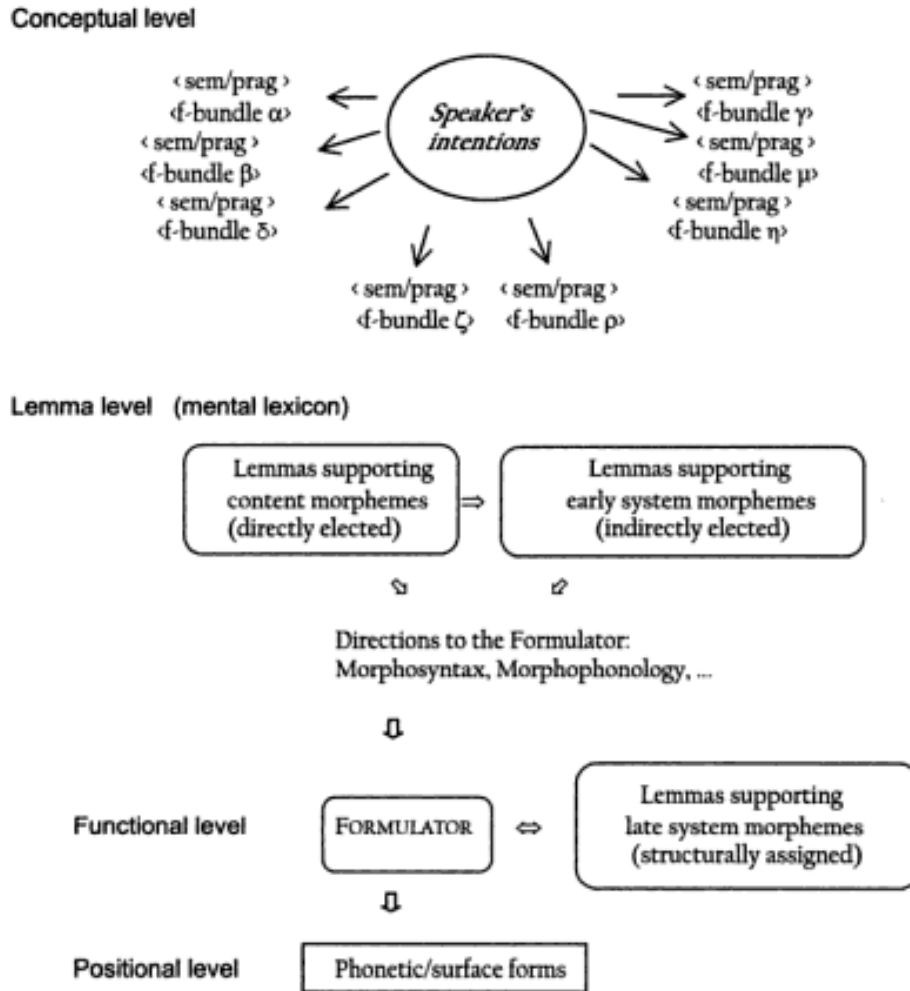 Conceptual level
‹ sem/prag ›
‹f-bundle α›
‹ sem/prag ›
‹f-bundle β›
‹ sem/prag ›
‹f-bundle δ›
Speaker's
intentions
‹ sem/prag ›
‹f-bundle γ›
‹ sem/prag ›
‹f-bundle μ›
‹ sem/prag ›
‹f-bundle η›
‹ sem/prag ›
‹f-bundle ζ›
‹ sem/prag ›
‹f-bundle ρ›
Lemma level (mental lexicon)
Lemmas supporting
content morphemes
(directly elected)
Lemmas supporting
early system morphemes
(indirectly elected)
Directions to the Formulator:
Morphosyntax, Morphophonology, ...
Functional level
FORMULATOR
Lemmas supporting
late system morphemes
(structurally assigned)
Positional level
Phonetic/surface forms